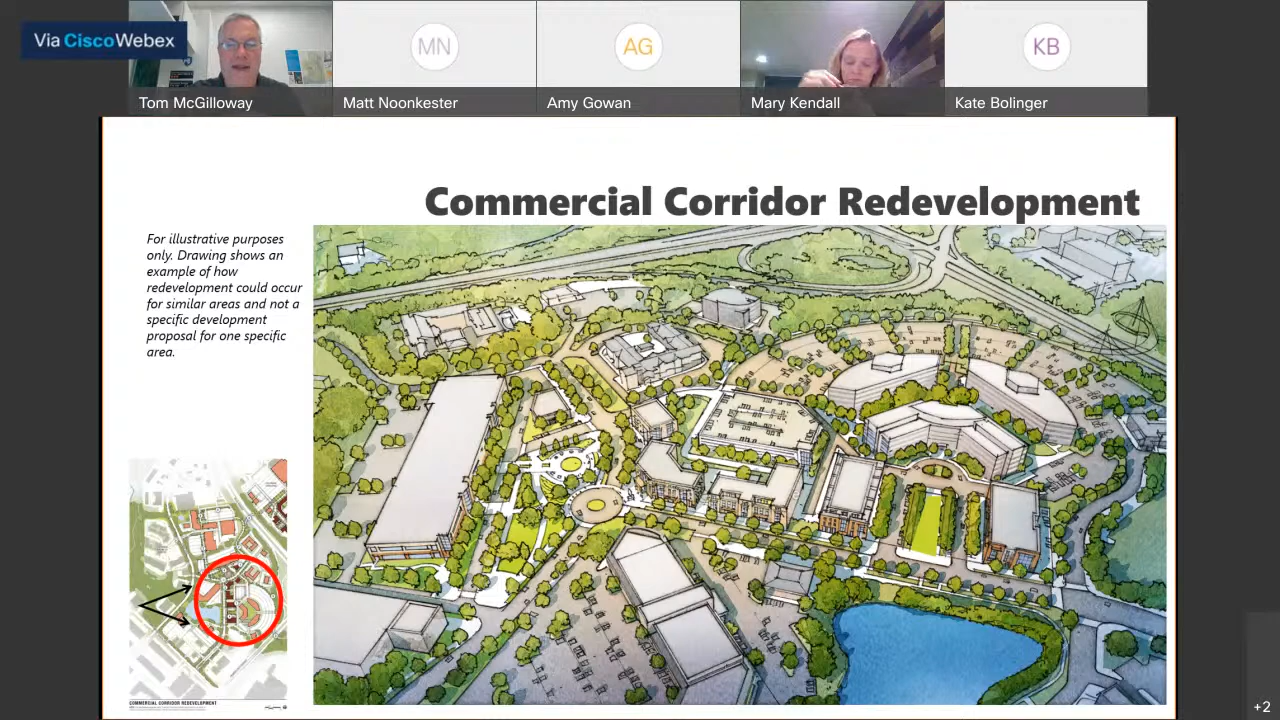 Via CiscoWebex
MN
AG
KB
Tom McGilloway
Matt Noonkester
Amy Gowan
Mary Kendall
Kate Bolinger
Commercial Corridor Redevelopment
For illustrative purposes
only. Drawing shows an
example of how
redevelopment could occur
for similar areas and not a
specific development
proposal for one specific
area.
COMMERCIAL CORRIDOR REDEVELOPMENT
+2